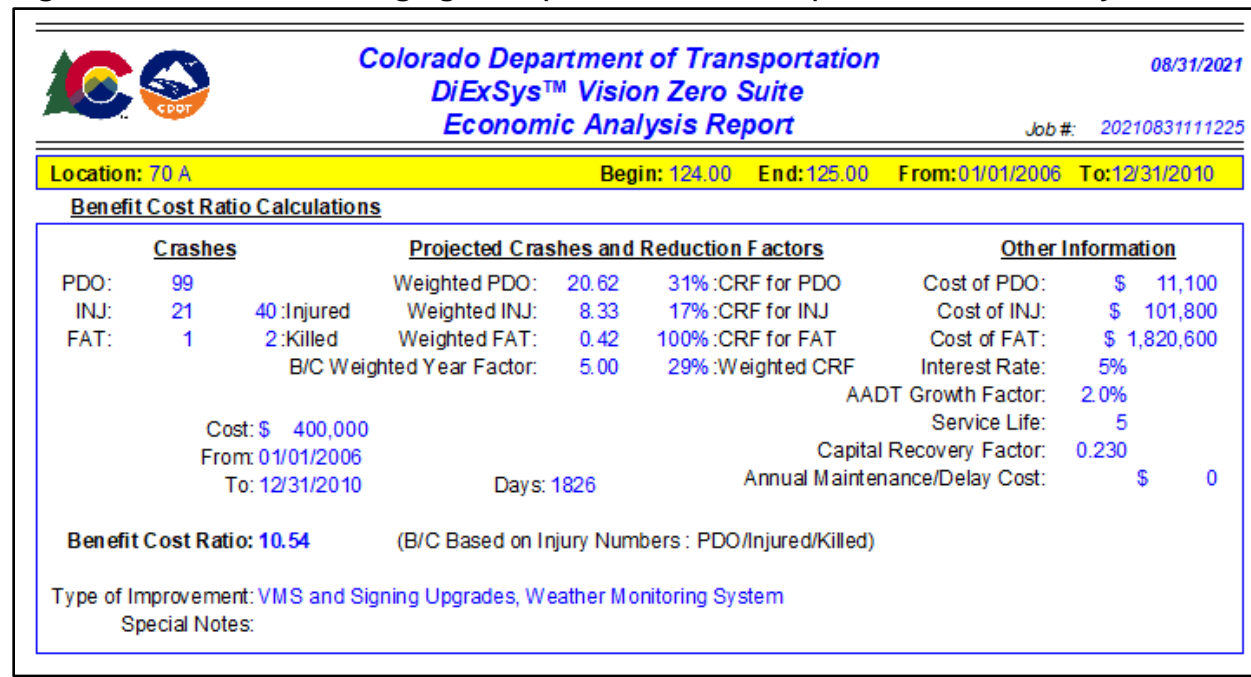 CDOT
Colorado Department of Transportation
08/31/2021
DiExSys™ Vision Zero Suite
Economic Analysis Report
Job #: 20210831111225
Location: 70 A Begin: 124.00 End: 125.00 From: 01/01/2006 To: 12/31/2010
Benefit Cost Ratio Calculations
Crashes Projected Crashes and Reduction Factors Other Information
PDO: 99 Weighted PDO: 20.62 31% :CRF for PDO Cost of PDO: $ 11,100
INJ: 21 40 :Injured Weighted INJ: 8.33 17% :CRF for INJ Cost of INJ: $ 101,800
FAT: 1 2 :Killed Weighted FAT: 0.42 100% :CRF for FAT Cost of FAT: $ 1,820,600
B/C Weighted Year Factor: 5.00 29% :Weighted CRF Interest Rate: 5%
AADT Growth Factor: 2.0%
Cost: $ 400,000 Service Life: 5
From: 01/01/2006 Capital Recovery Factor: 0.230
To: 12/31/2010 Days: 1826 Annual Maintenance/Delay Cost: $ 0
Benefit Cost Ratio: 10.54 (B/C Based on Injury Numbers : PDO/Injured/Killed)
Type of Improvement: VMS and Signing Upgrades, Weather Monitoring System
Special Notes: